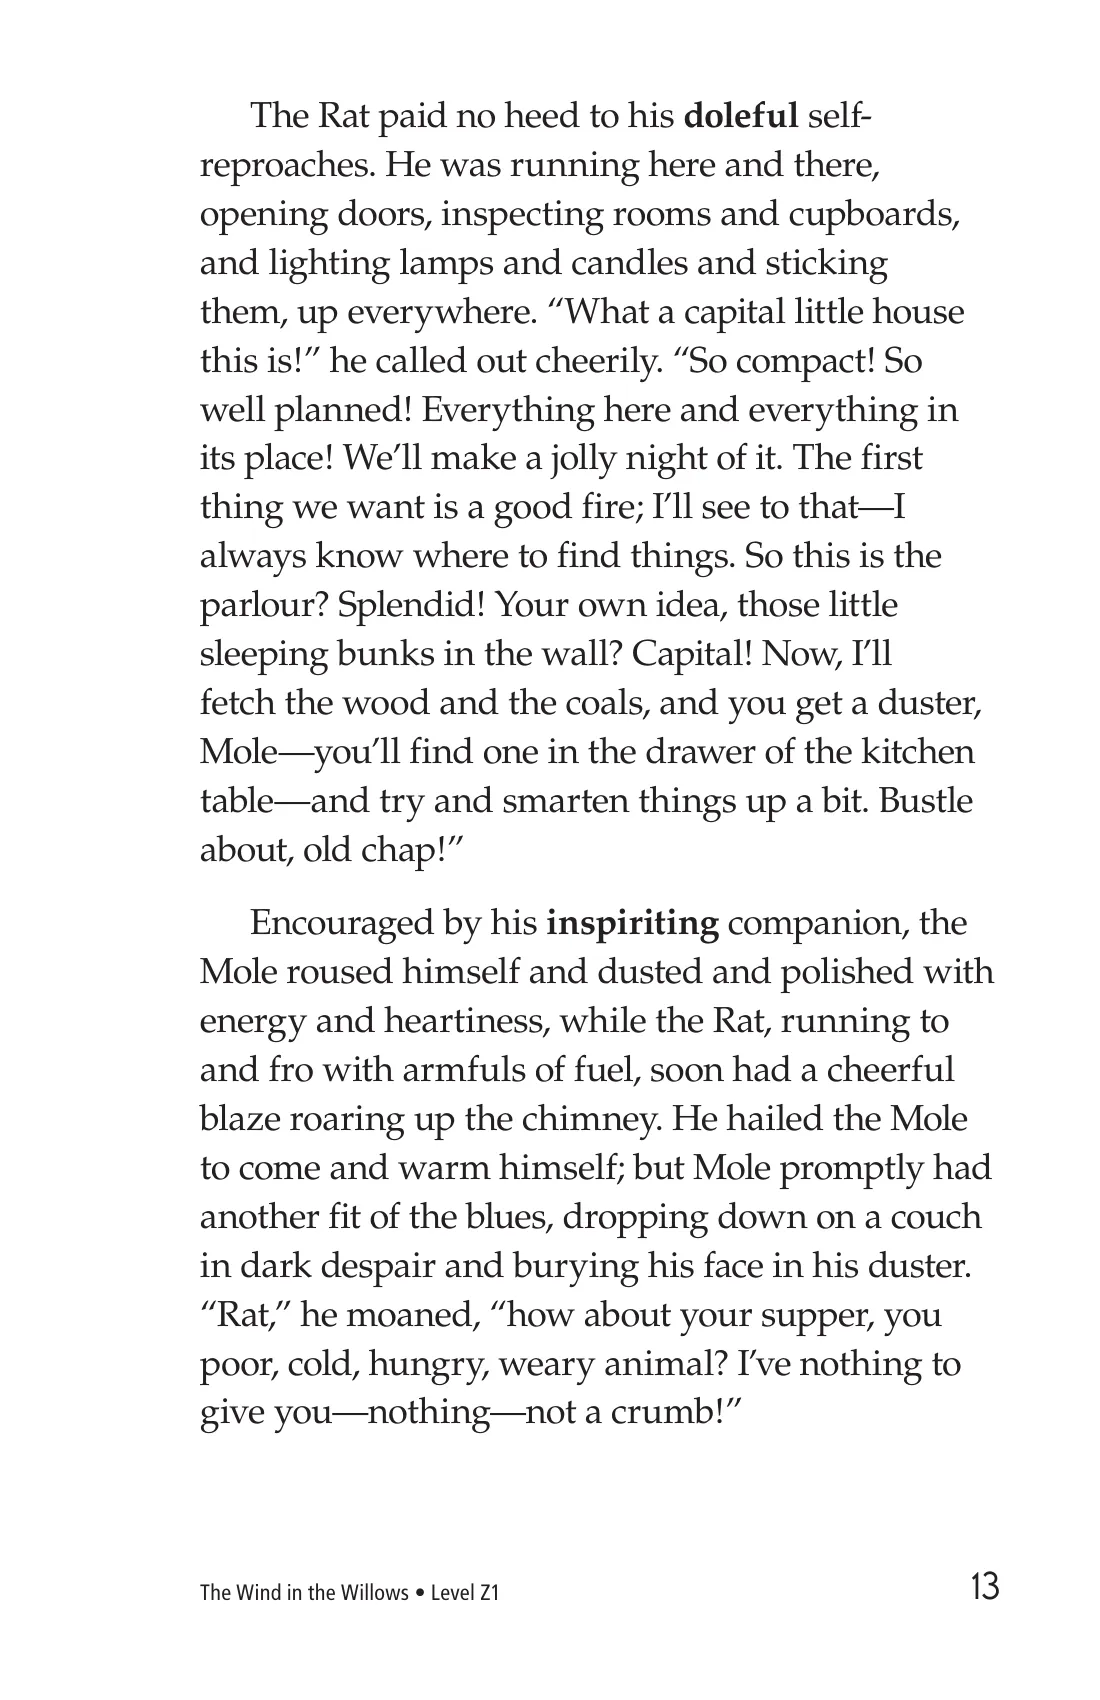 The Rat paid no heed to his doleful self-
reproaches. He was running here and there,
opening doors, inspecting rooms and cupboards,
and lighting lamps and candles and sticking
them, up everywhere. “What a capital little house
this is!” he called out cheerily. “So compact! So
well planned! Everything here and everything in
its place! We’ll make a jolly night of it. The first
thing we want is a good fire; I’ll see to that—I
always know where to find things. So this is the
parlour? Splendid! Your own idea, those little
sleeping bunks in the wall? Capital! Now, I’ll
fetch the wood and the coals, and you get a duster,
Mole—you’ll find one in the drawer of the kitchen
table—and try and smarten things up a bit. Bustle
about, old chap!”
Encouraged by his inspiriting companion, the
Mole roused himself and dusted and polished with
energy and heartiness, while the Rat, running to
and fro with armfuls of fuel, soon had a cheerful
blaze roaring up the chimney. He hailed the Mole
to come and warm himself; but Mole promptly had
another fit of the blues, dropping down on a couch
in dark despair and burying his face in his duster.
“Rat,” he moaned, “how about your supper, you
poor, cold, hungry, weary animal? I’ve nothing to
give you—nothing—not a crumb!”
The Wind in the Willows • Level Z1 13